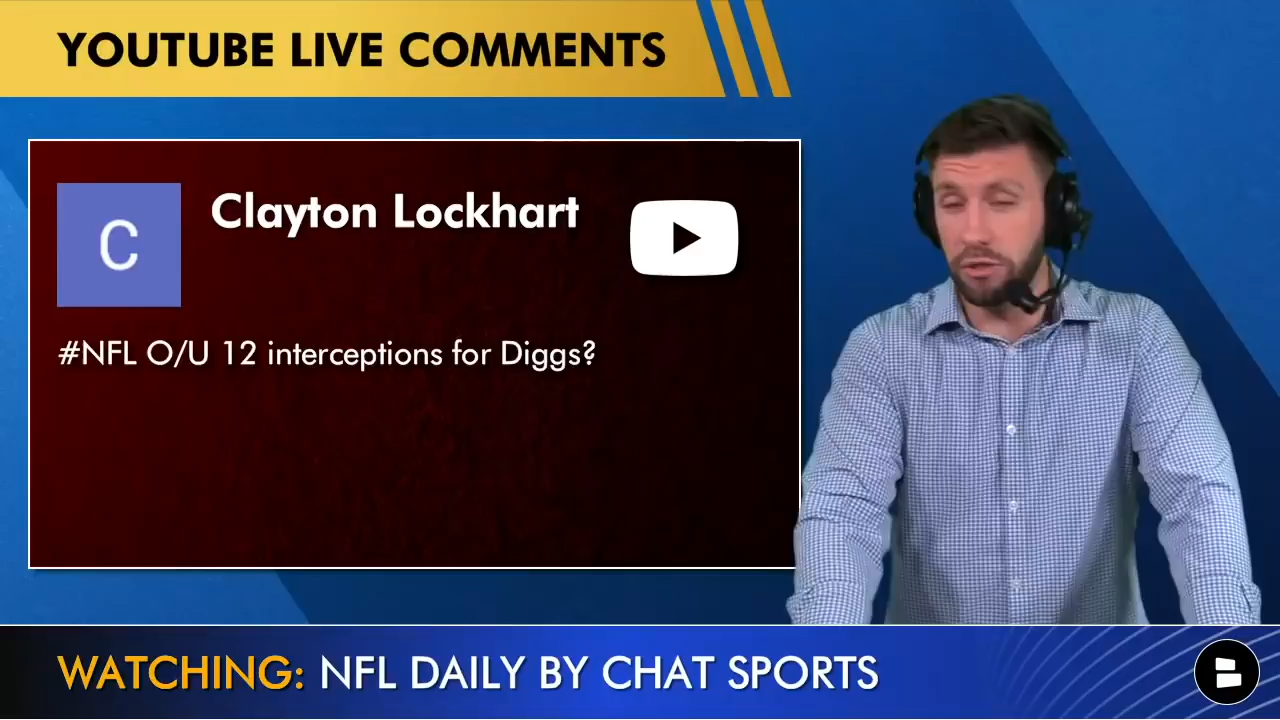 YOUTUBE LIVE COMMENTS
C
Clayton Lockhart
#NFL O/U 12 interceptions for Diggs?
WATCHING: NFL DAILY BY CHAT SPORTS